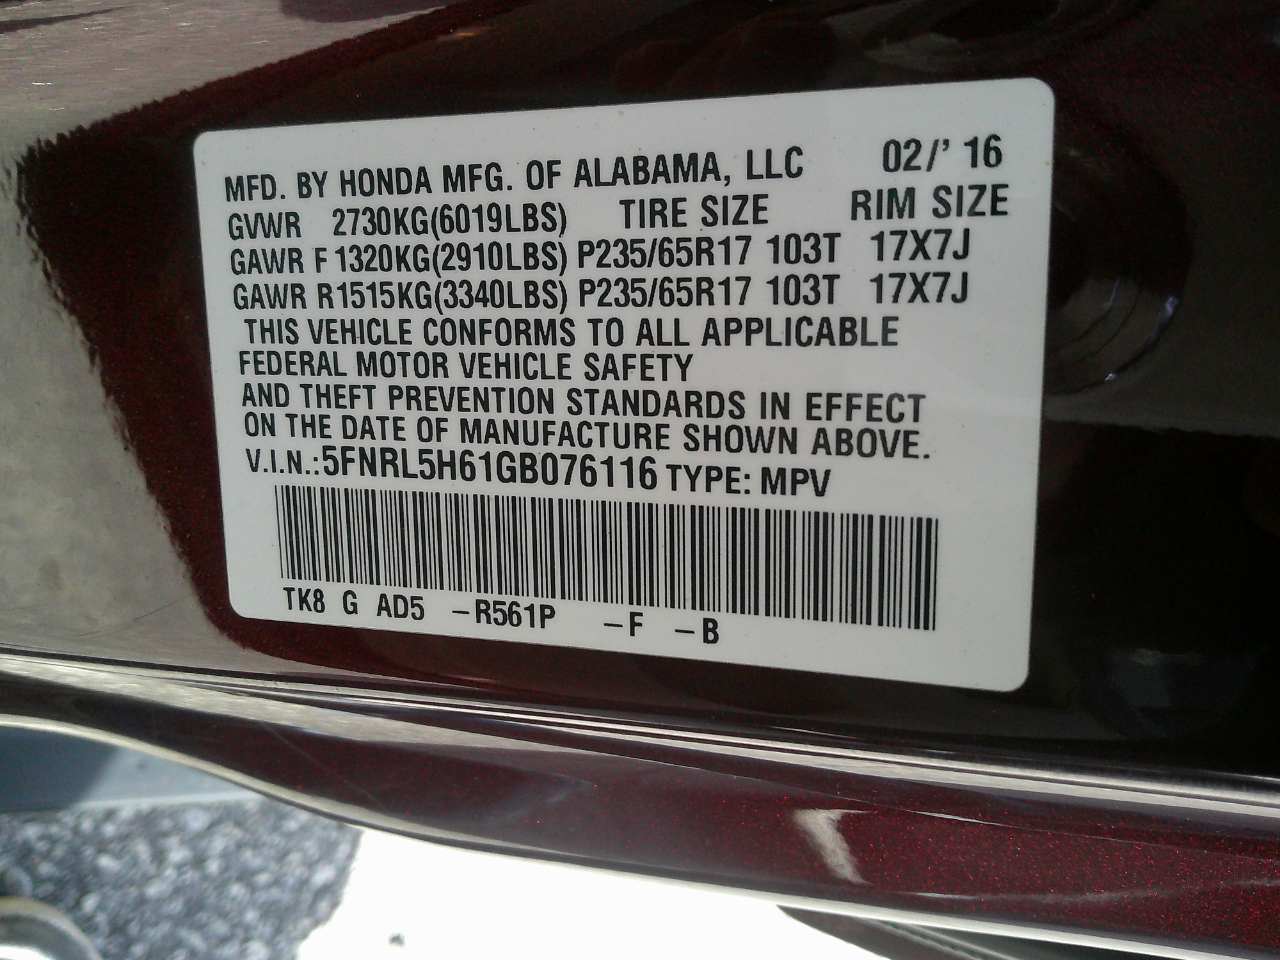 MFD. BY HONDA MFG. OF ALABAMA, LLC 02/' 16
GVWR 2730KG(6019LBS) TIRE SIZE RIM SIZE
GAWR F 1320KG(2910LBS) P235/65R17 103T 17X7J
GAWR R1515KG(3340LBS) P235/65R17 103T 17X7J
THIS VEHICLE CONFORMS TO ALL APPLICABLE
FEDERAL MOTOR VEHICLE SAFETY
AND THEFT PREVENTION STANDARDS IN EFFECT
ON THE DATE OF MANUFACTURE SHOWN ABOVE.
V.I.N.:5FNRL5H61GB076116 TYPE: MPV
TK8 G AD5 -R561P -F -B